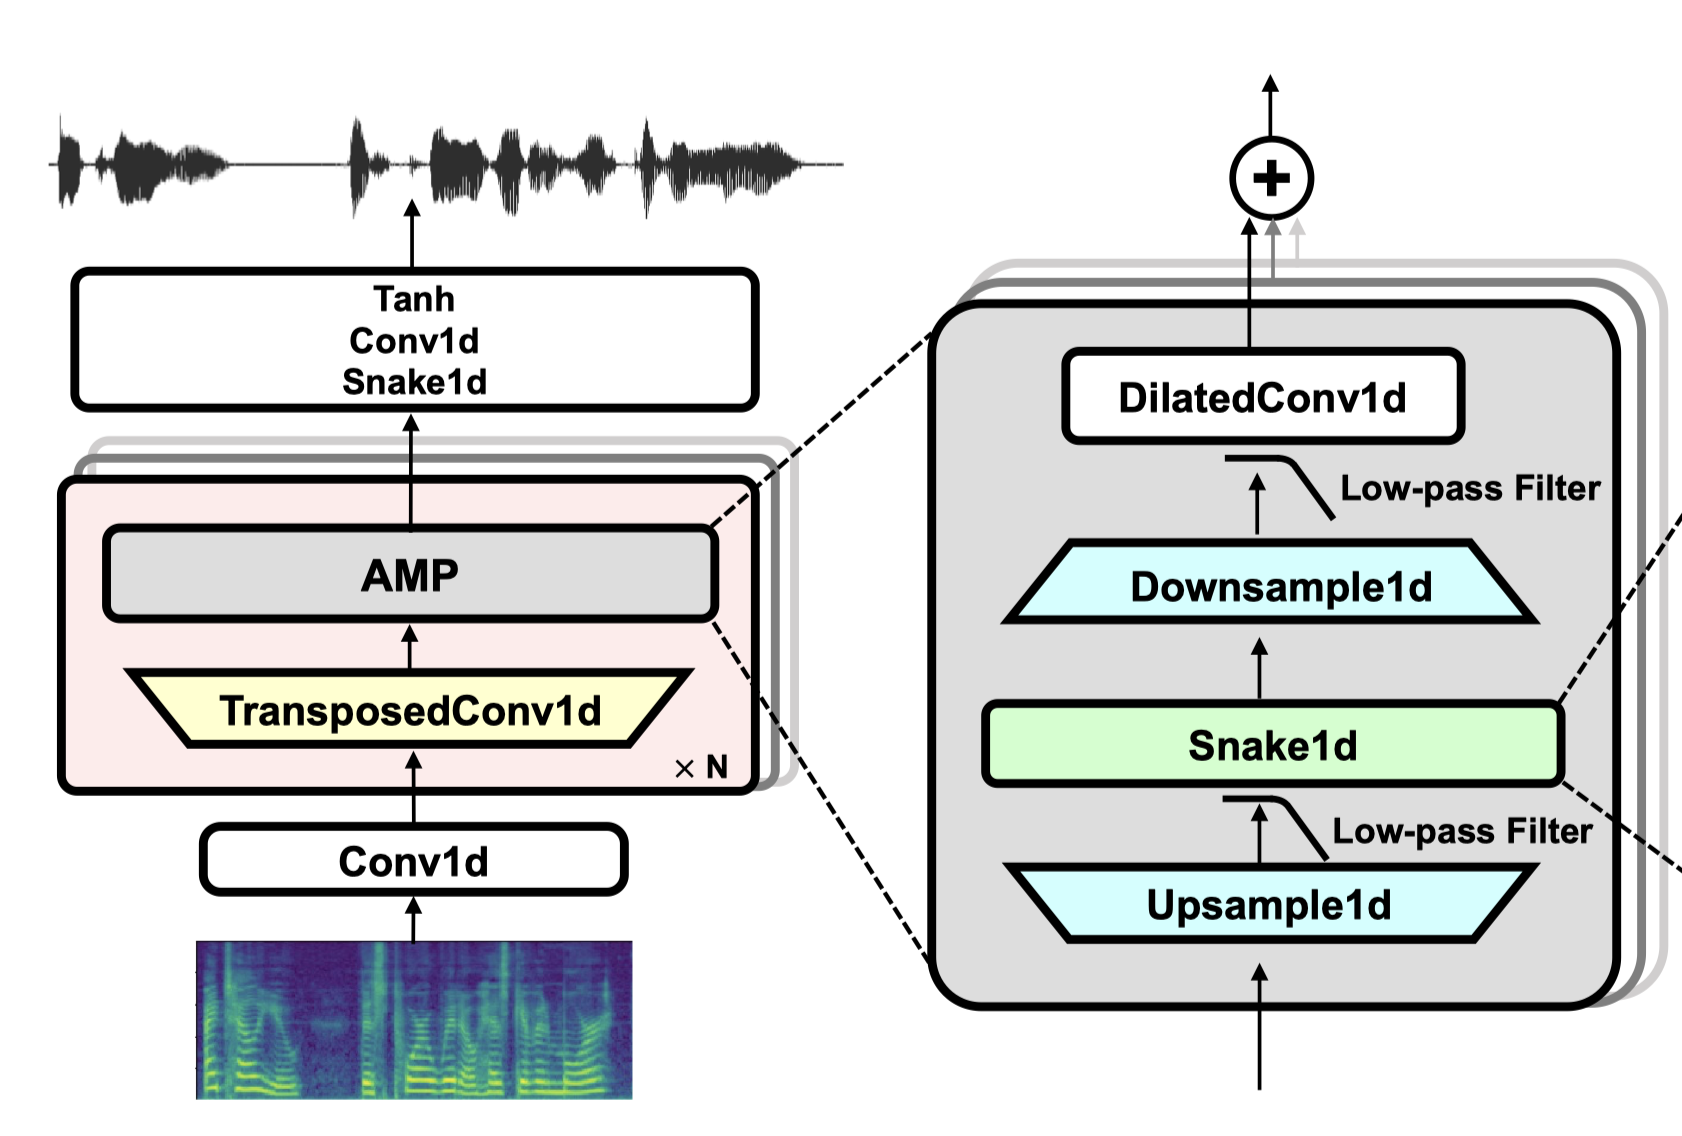 Tanh
Conv1d
Snake1d
AMP
TransposedConv1d
× N
Conv1d
DilatedConv1d
Low-pass Filter
Downsample1d
Snake1d
Low-pass Filter
Upsample1d